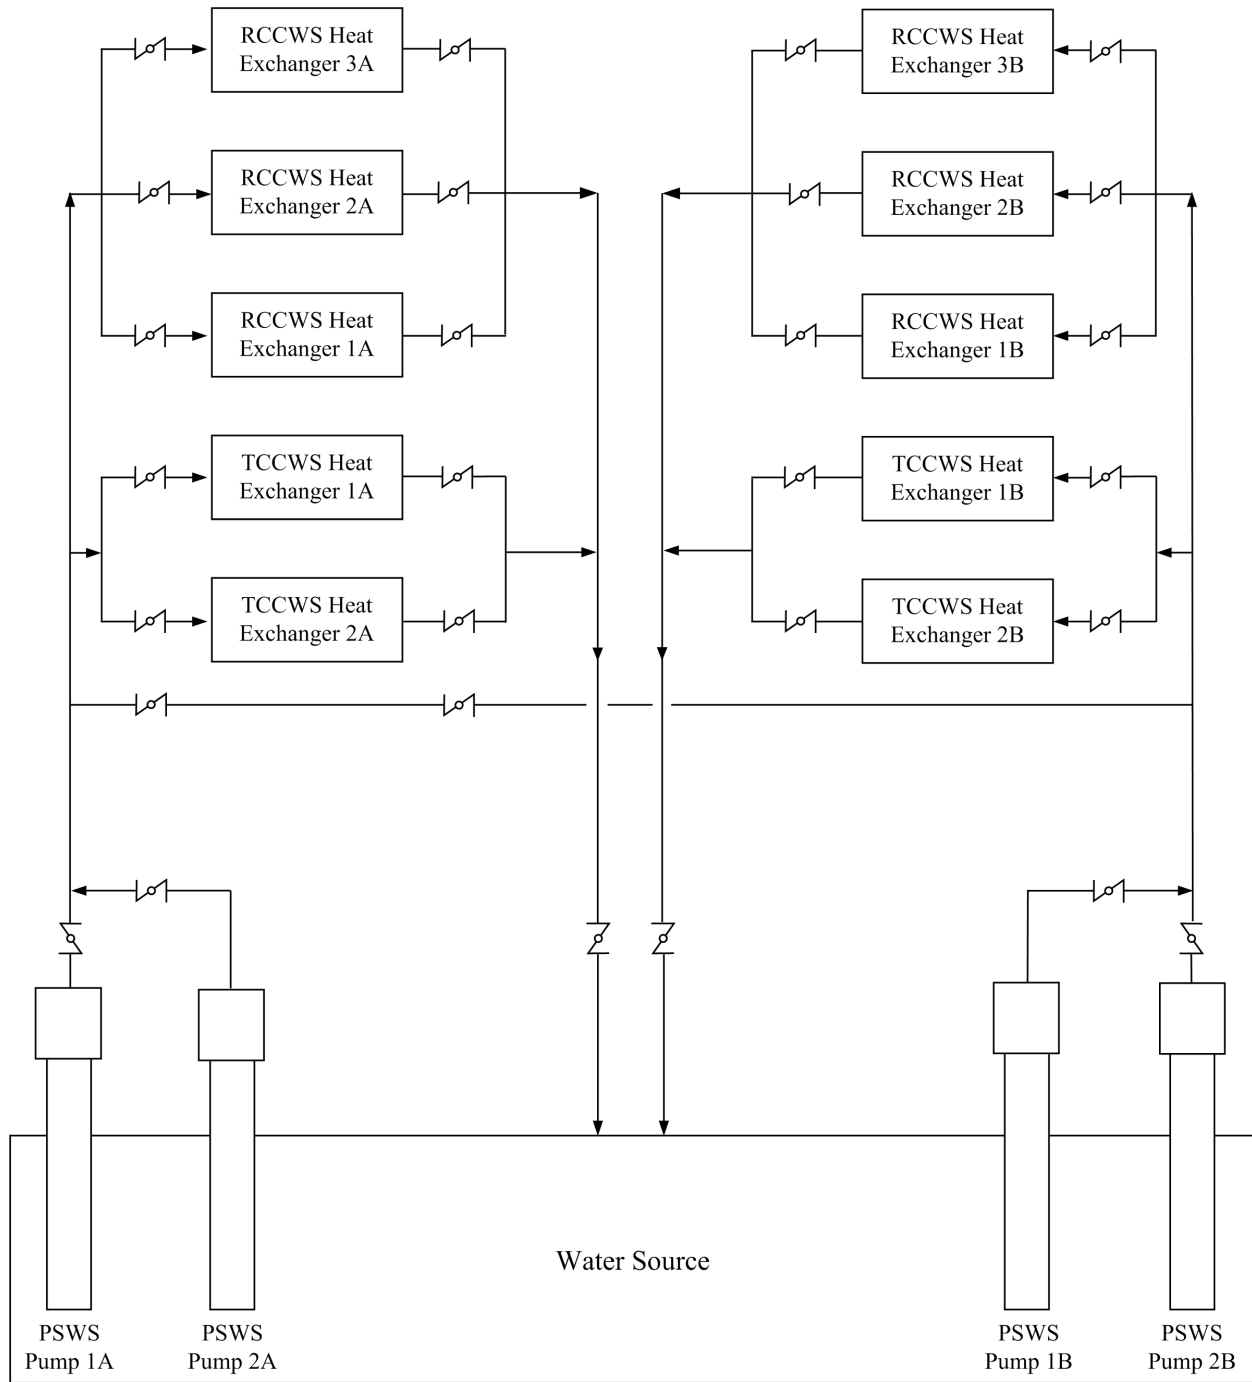 RCCWS Heat
Exchanger 3A
RCCWS Heat
Exchanger 3B
RCCWS Heat
Exchanger 2A
RCCWS Heat
Exchanger 2B
RCCWS Heat
Exchanger 1A
RCCWS Heat
Exchanger 1B
TCCWS Heat
Exchanger 1A
TCCWS Heat
Exchanger 1B
TCCWS Heat
Exchanger 2A
TCCWS Heat
Exchanger 2B
Water Source
PSWS
Pump 1A
PSWS
Pump 2A
PSWS
Pump 1B
PSWS
Pump 2B